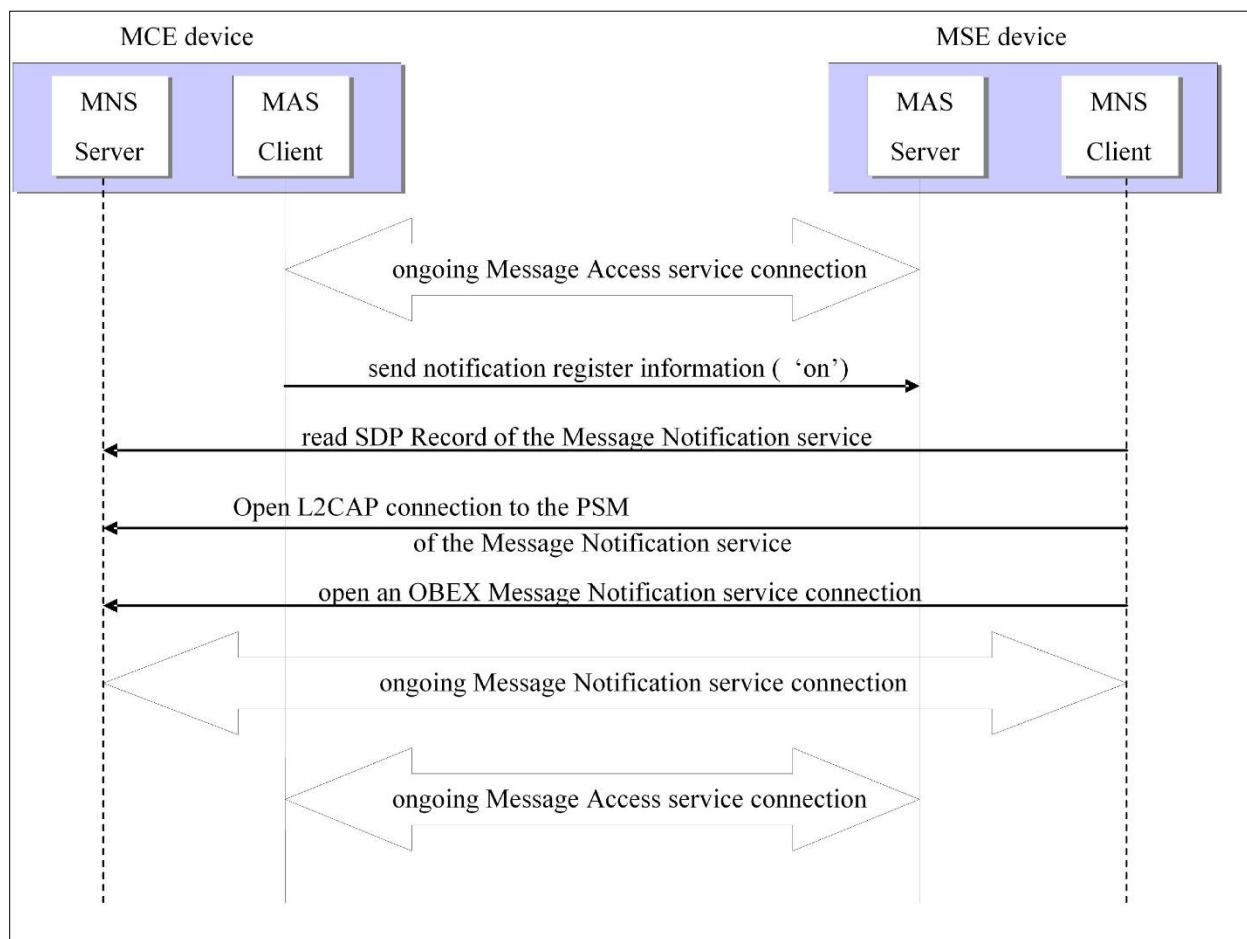 MCE device
MSE device
MNS
Server
MAS
Client
MAS
Server
MNS
Client
ongoing Message Access service connection
send notification register information ( ‘on’)
read SDP Record of the Message Notification service
Open L2CAP connection to the PSM
of the Message Notification service
open an OBEX Message Notification service connection
ongoing Message Notification service connection
ongoing Message Access service connection